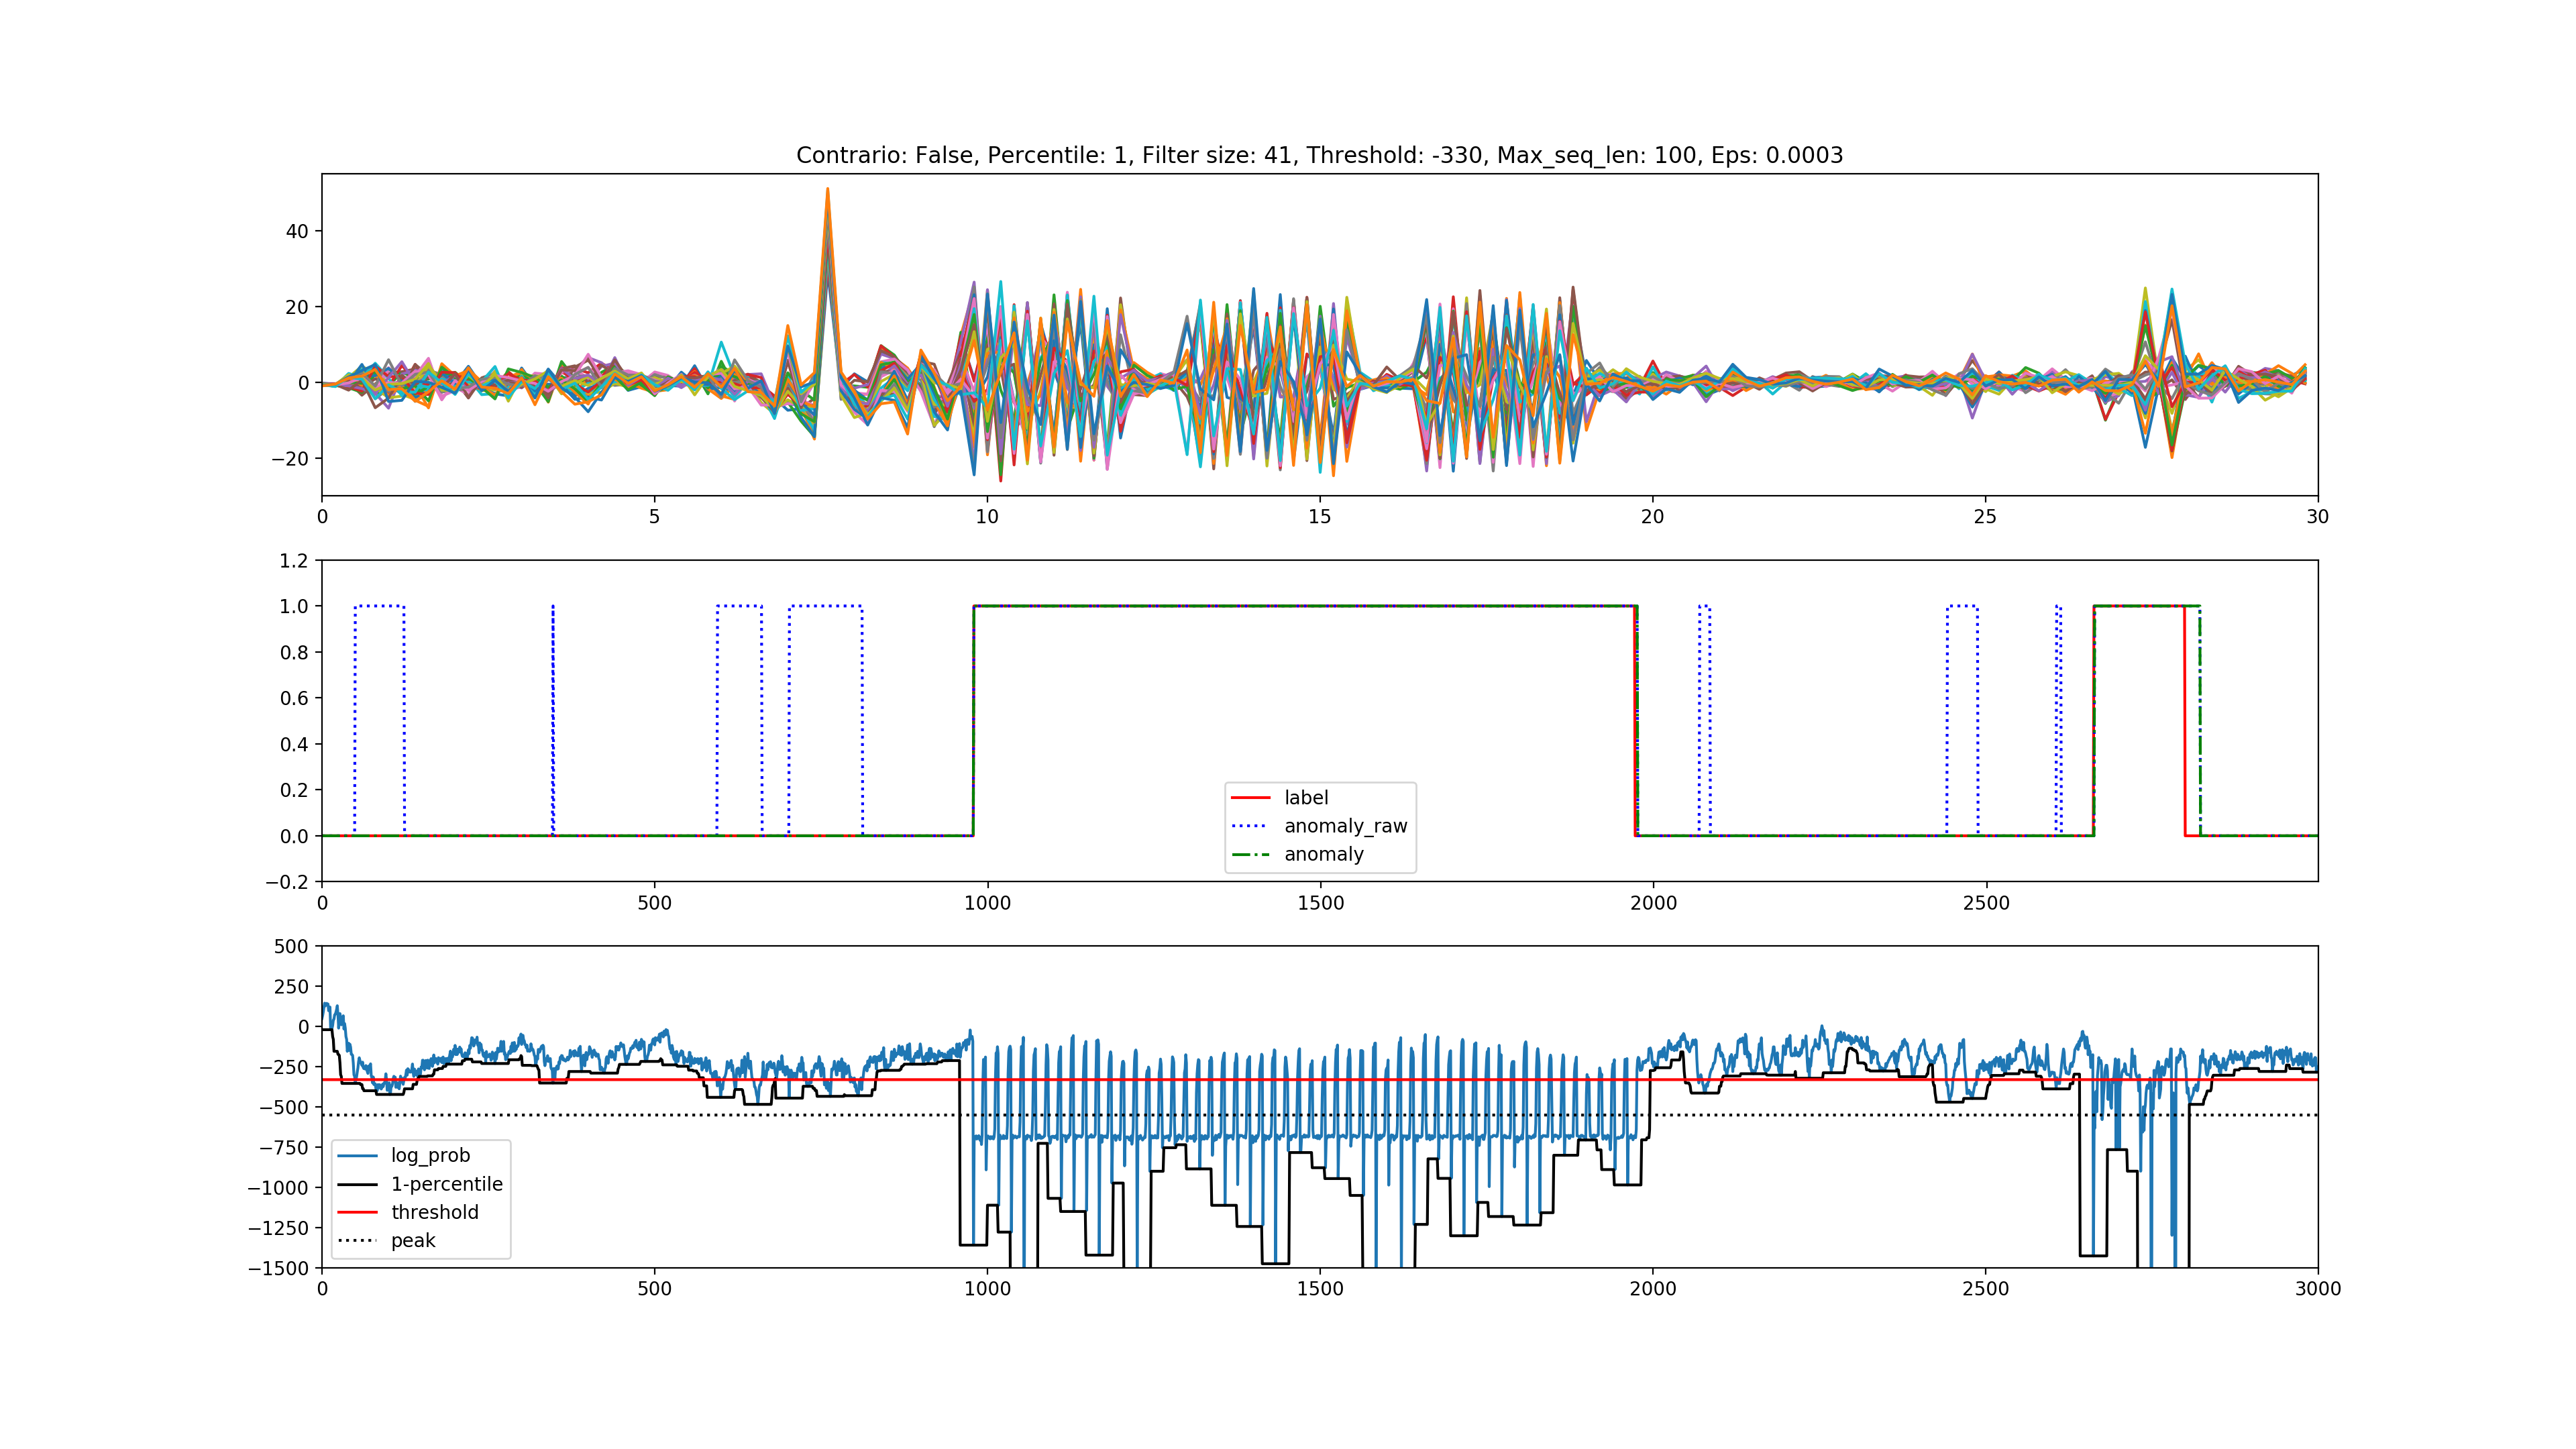 Contrario: False, Percentile: 1, Filter size: 41, Threshold: -330, Max_seq_len: 100, Eps: 0.0003
40
20
0
−20
0 5 10 15 20 25 30
1.2
1.0
0.8
0.6
0.4
0.2
0.0
−0.2
label
anomaly_raw
anomaly
0 500 1000 1500 2000 2500
500
250
0
−250
−500
−750
−1000
−1250
−1500
log_prob
1-percentile
threshold
peak
0 500 1000 1500 2000 2500 3000